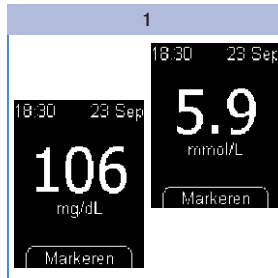 1
18:30 23 Sep
106
mg/dL
Markeren
18:30 23 Sep
5.9
mmol/L
Markeren